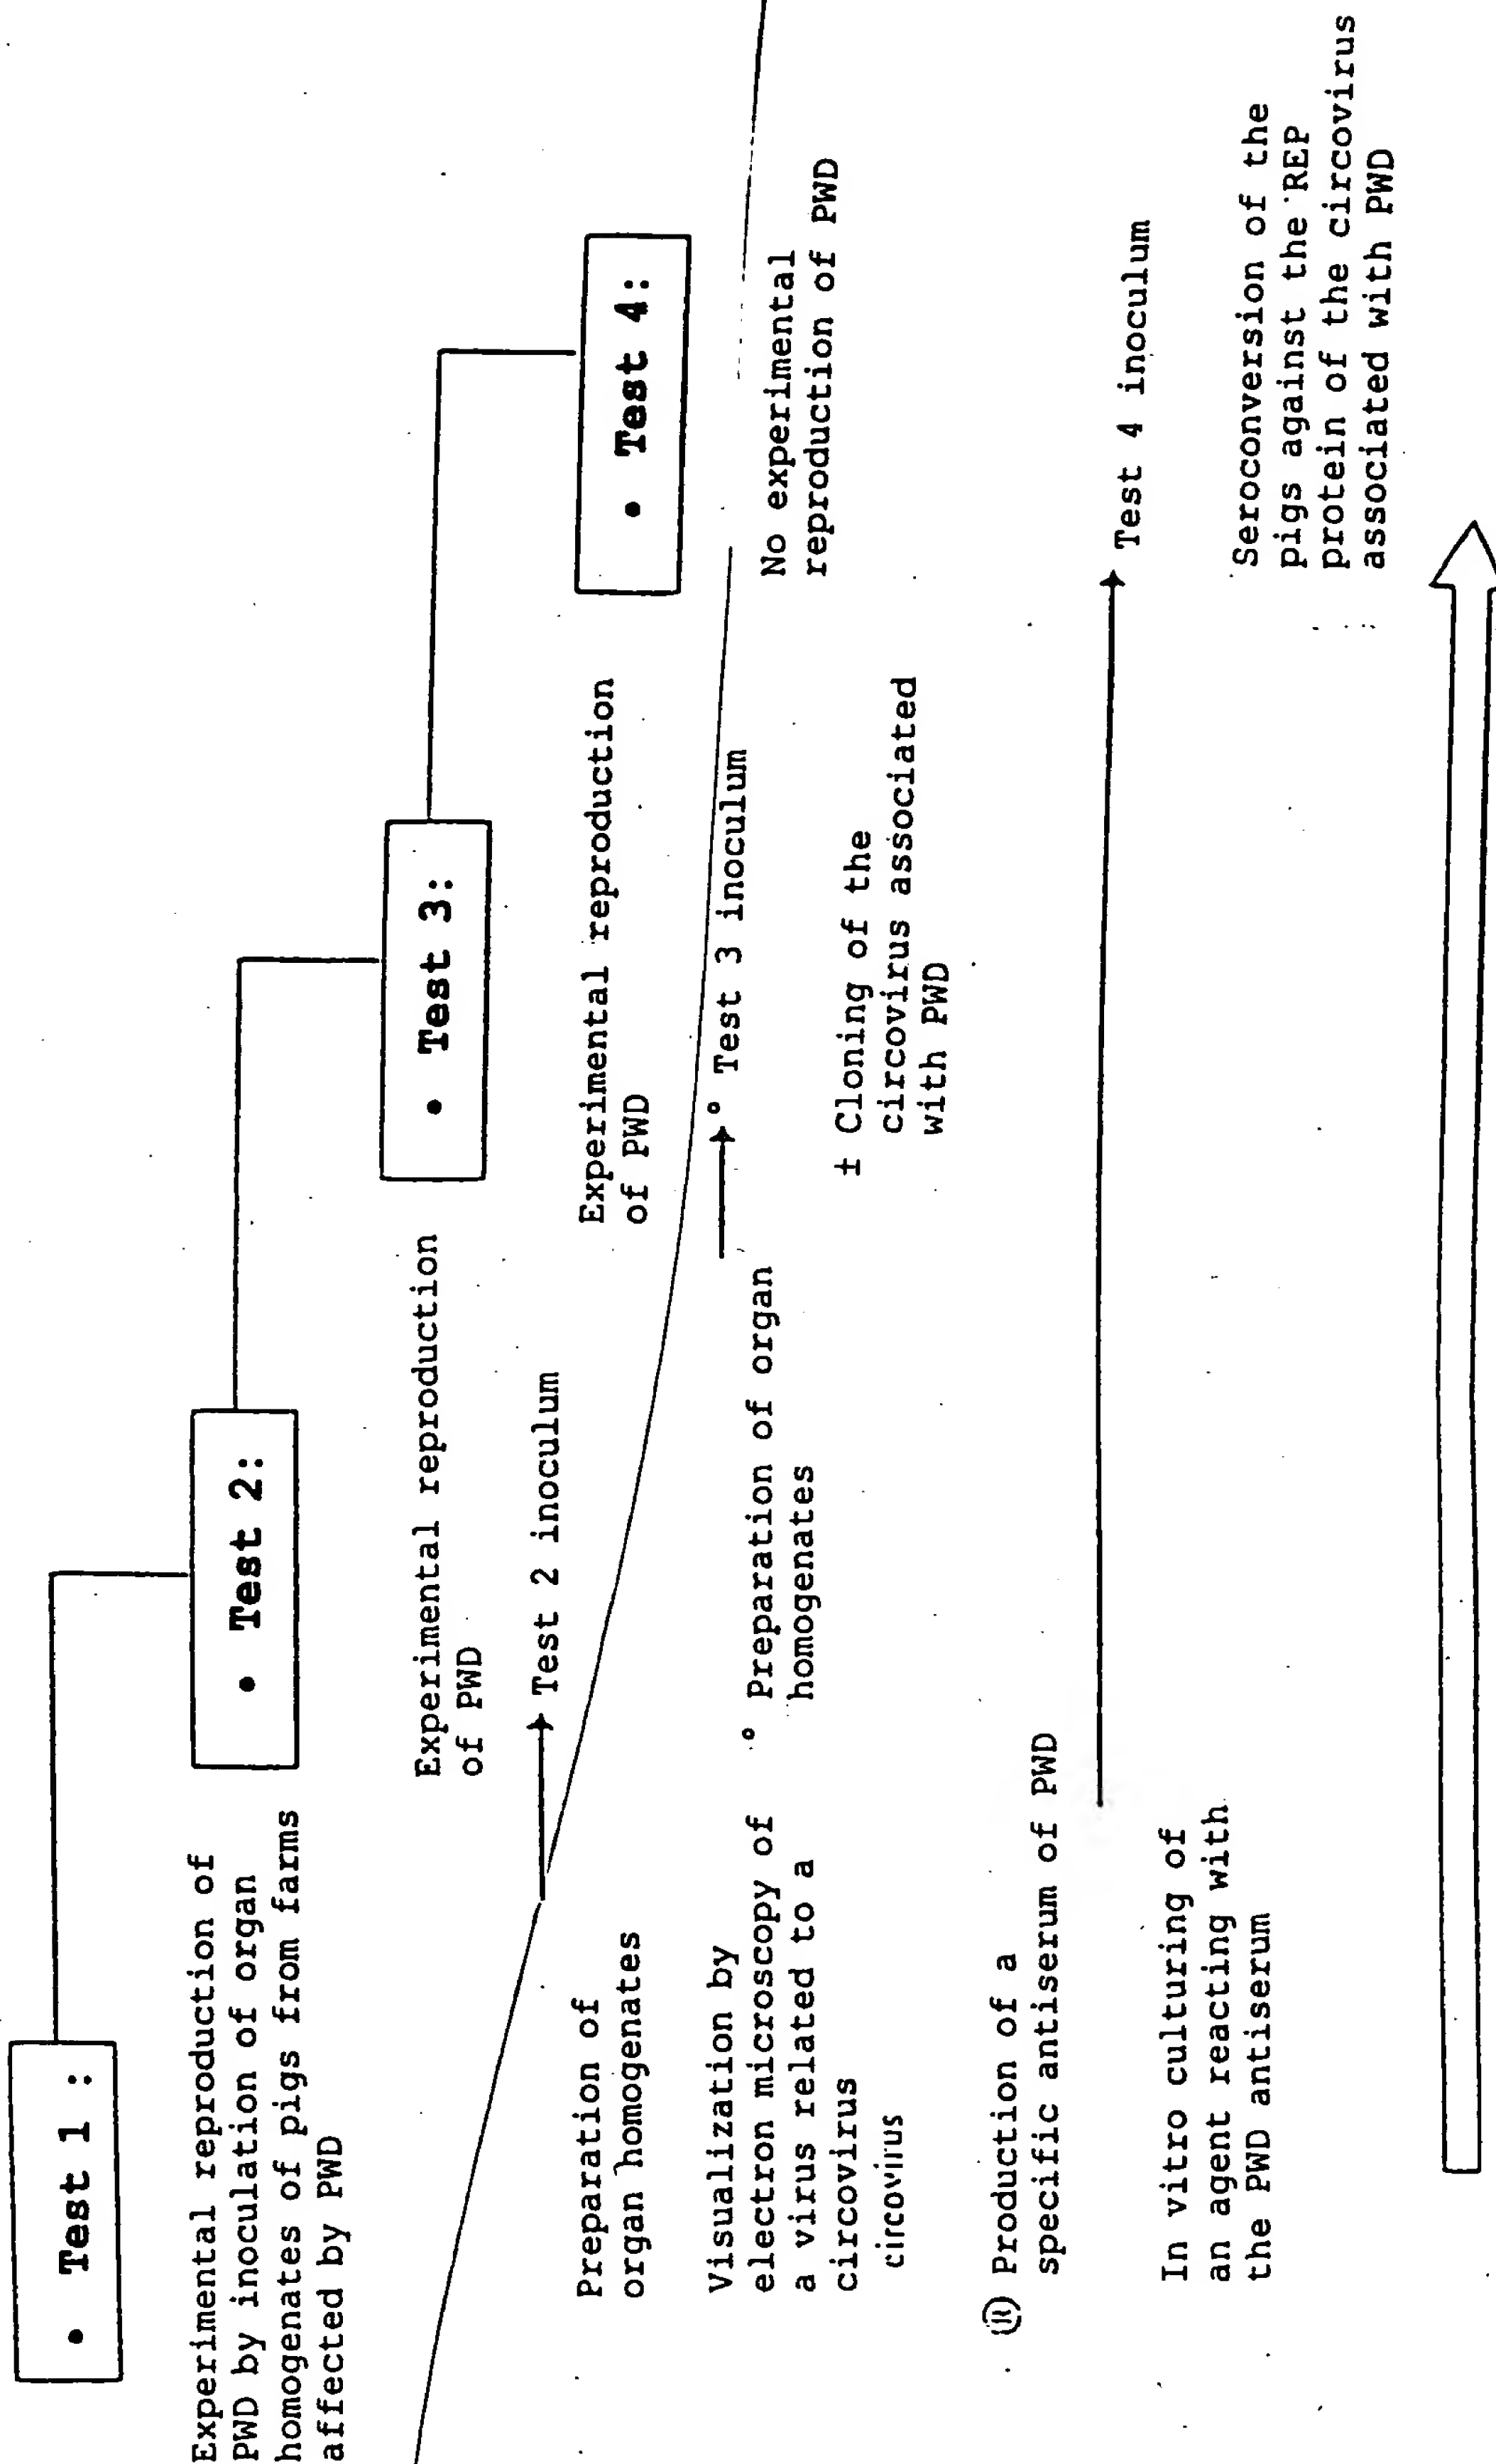 • Test 1 :
Experimental reproduction of
PWD by inoculation of organ
homogenates of pigs from farms
affected by PWD
• Test 2:
Experimental reproduction
of PWD
Test 2 inoculum
• Test 3:
Experimental reproduction
of PWD
° Test 3 inoculum
• Test 4:
No experimental
reproduction of PWD
Preparation of
organ homogenates
Visualization by
electron microscopy of
a virus related to a
circovirus
circovirus
° Preparation of organ
homogenates
± Cloning of the
circovirus associated
with PWD
Production of a
specific antiserum of PWD
In vitro culturing of
an agent reacting with
the PWD antiserum
Test 4 inoculum
Seroconversion of the
pigs against the REP
protein of the circovirus
associated with PWD